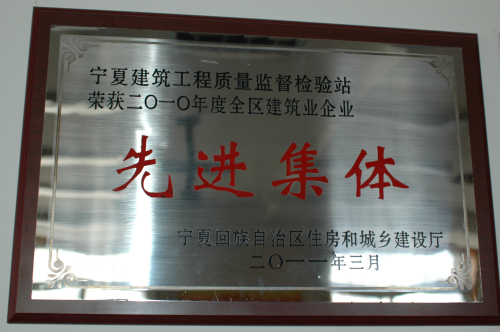 宁夏建筑工程质量监督检验站
荣获二〇一〇年度全区建筑业企业
先进集体
宁夏回族自治区住房和城乡建设厅
二〇一一年三月